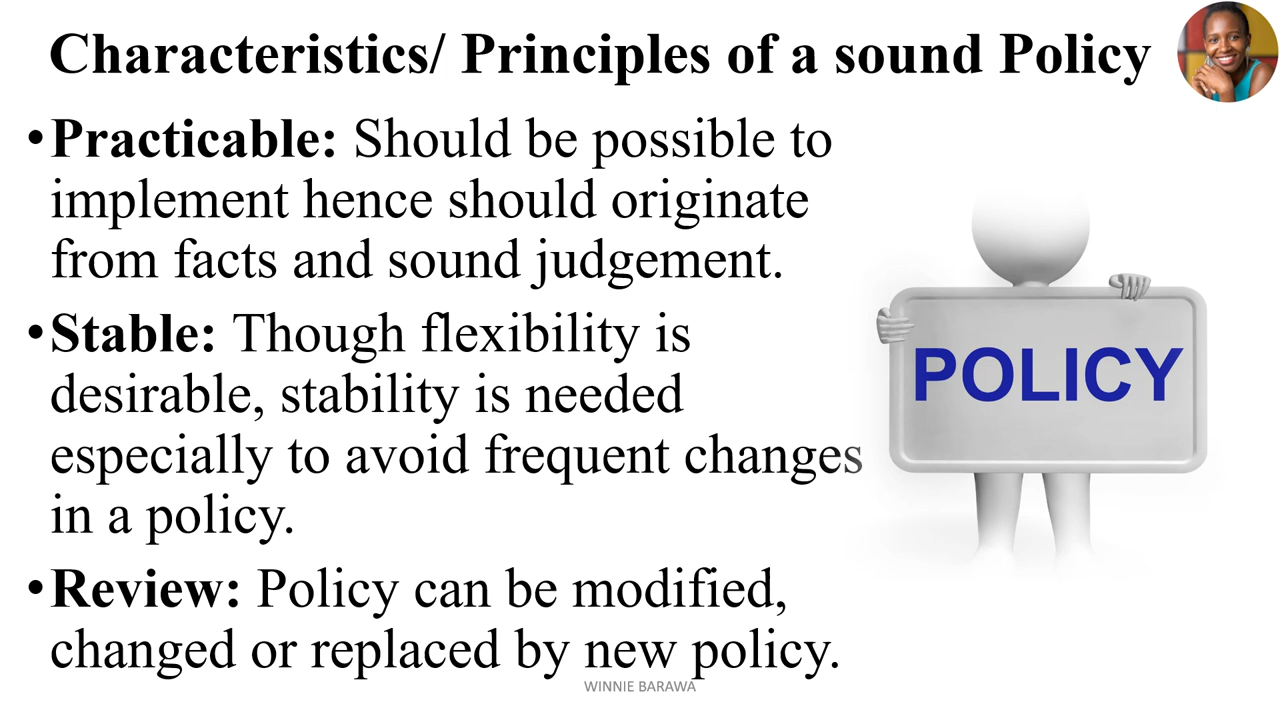 Characteristics/ Principles of a sound Policy
•Practicable: Should be possible to
implement hence should originate
from facts and sound judgement.
•Stable: Though flexibility is
desirable, stability is needed
especially to avoid frequent changes
in a policy.
•Review: Policy can be modified,
changed or replaced by new policy.
POLICY
WINNIE BARAWA